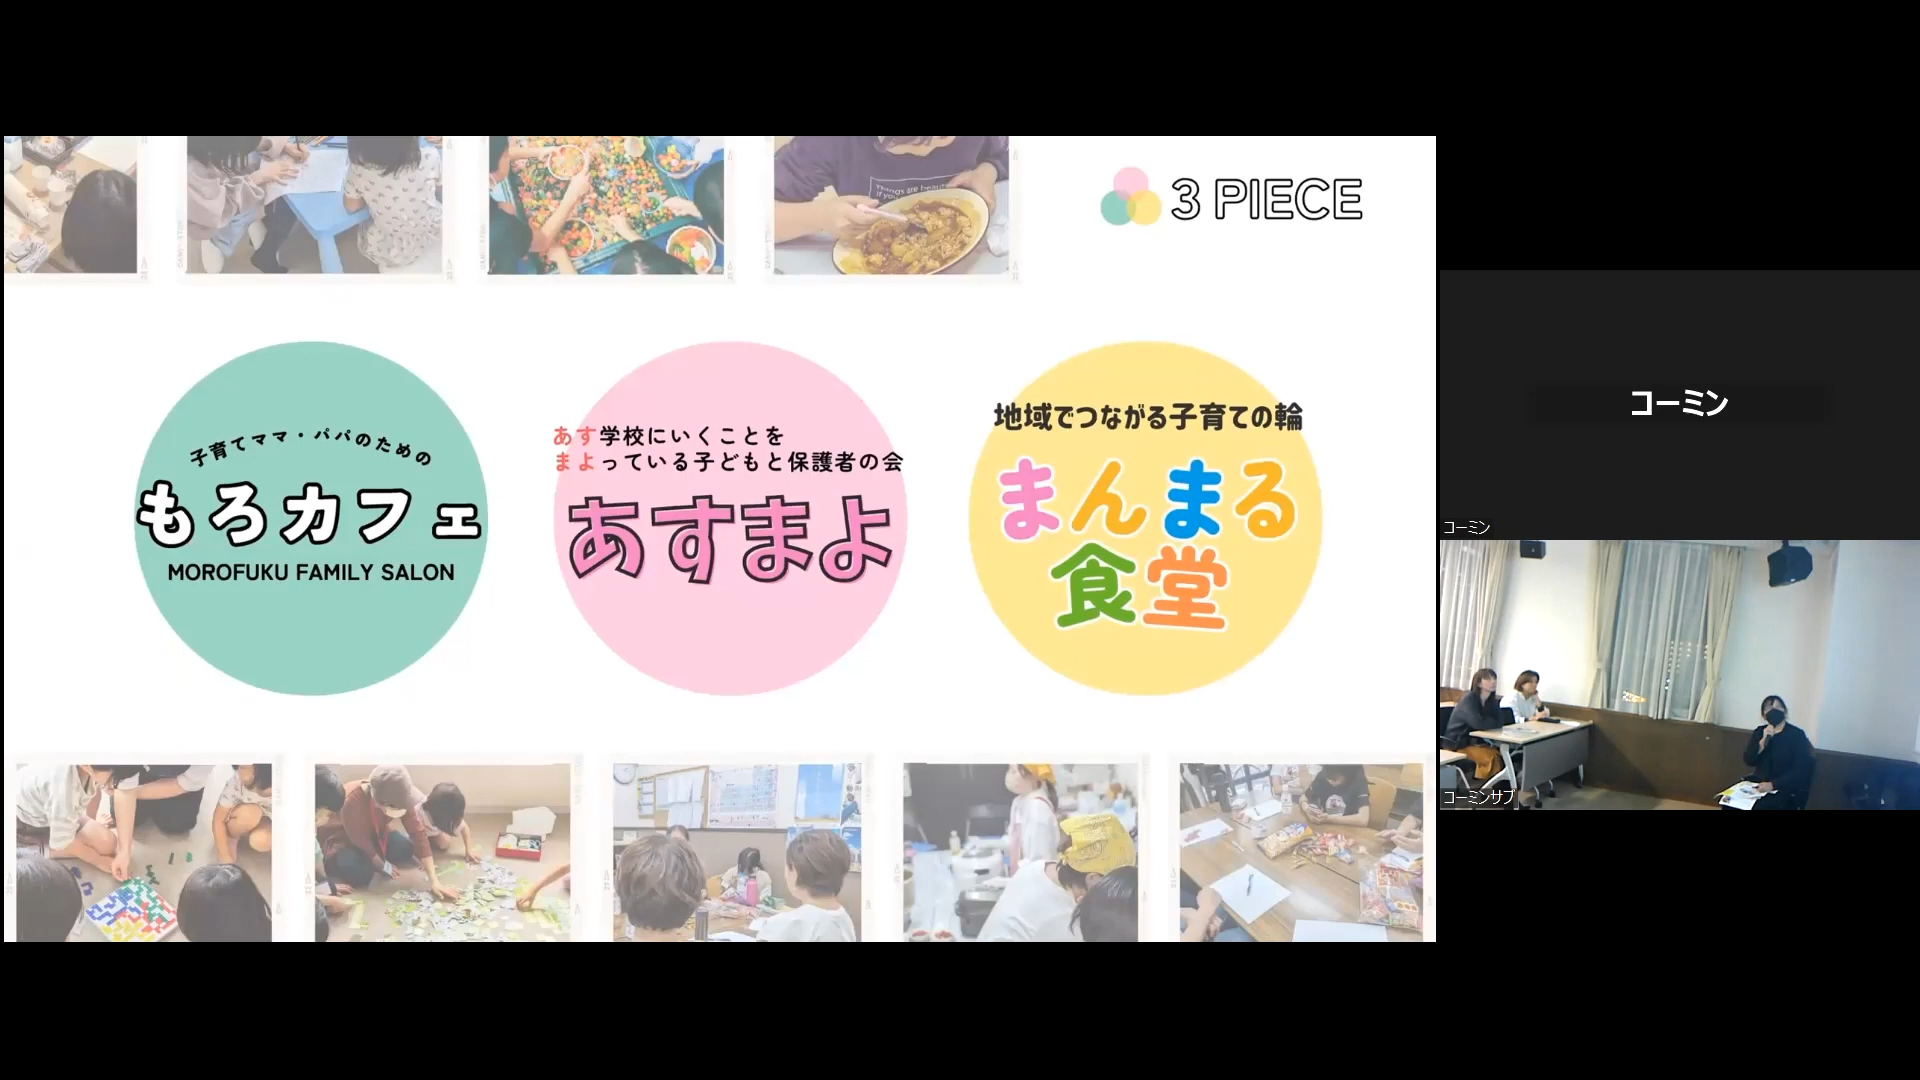 3 PIECE
子育てママ・パパのための
もろカフェ
MOROFUKU FAMILY SALON
あす学校にいくことを
まよっている子どもと保護者の会
あすまよ
地域でつながる子育ての輪
まんまる
食堂
コーミン
コーミン
コーミンサブ